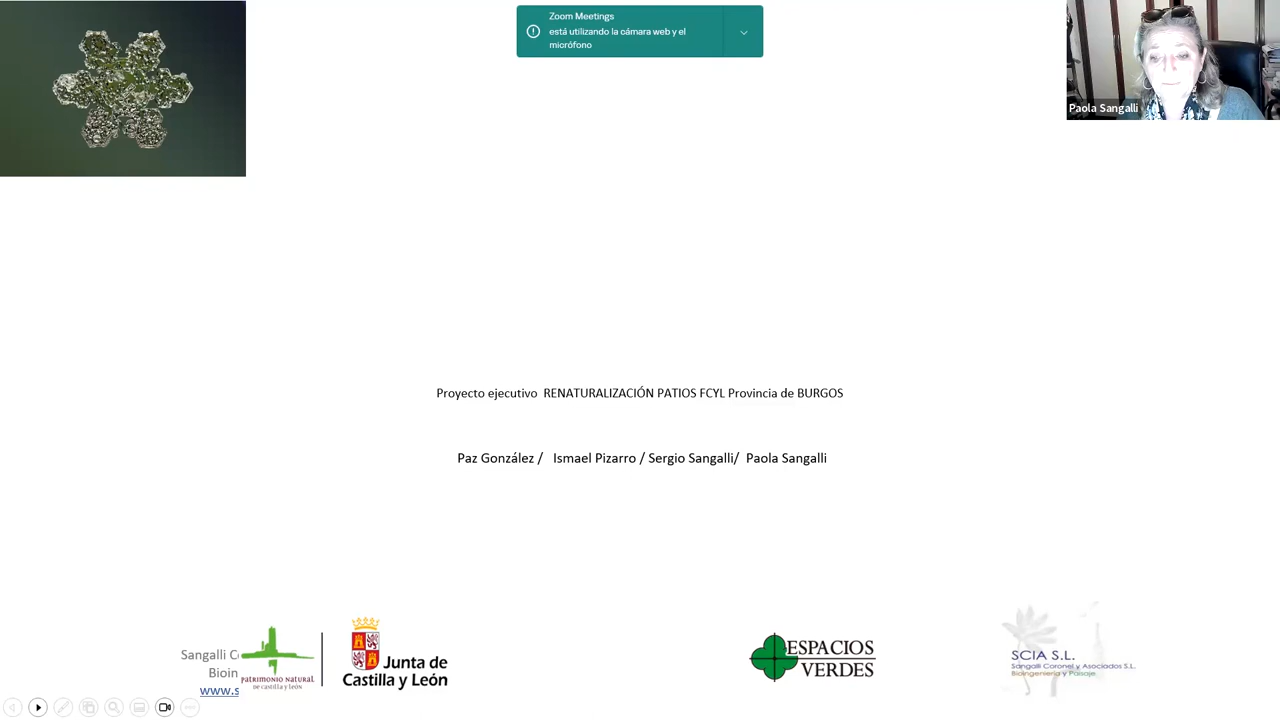 Zoom Meetings
está utilizando la cámara web y el
micrófono
Paola Sangalli
Proyecto ejecutivo RENATURALIZACIÓN PATIOS FCYL Provincia de BURGOS
Paz González / Ismael Pizarro / Sergio Sangalli/ Paola Sangalli
Sangalli C
Bioin
www.s
PATRIMONIO NATURAL
de castilla y león
Junta de
Castilla y León
ESPACIOS
VERDES
SCIA S.L.
Sangalli Coronel y Asociados S.L.
Bioingeniería y Paisaje